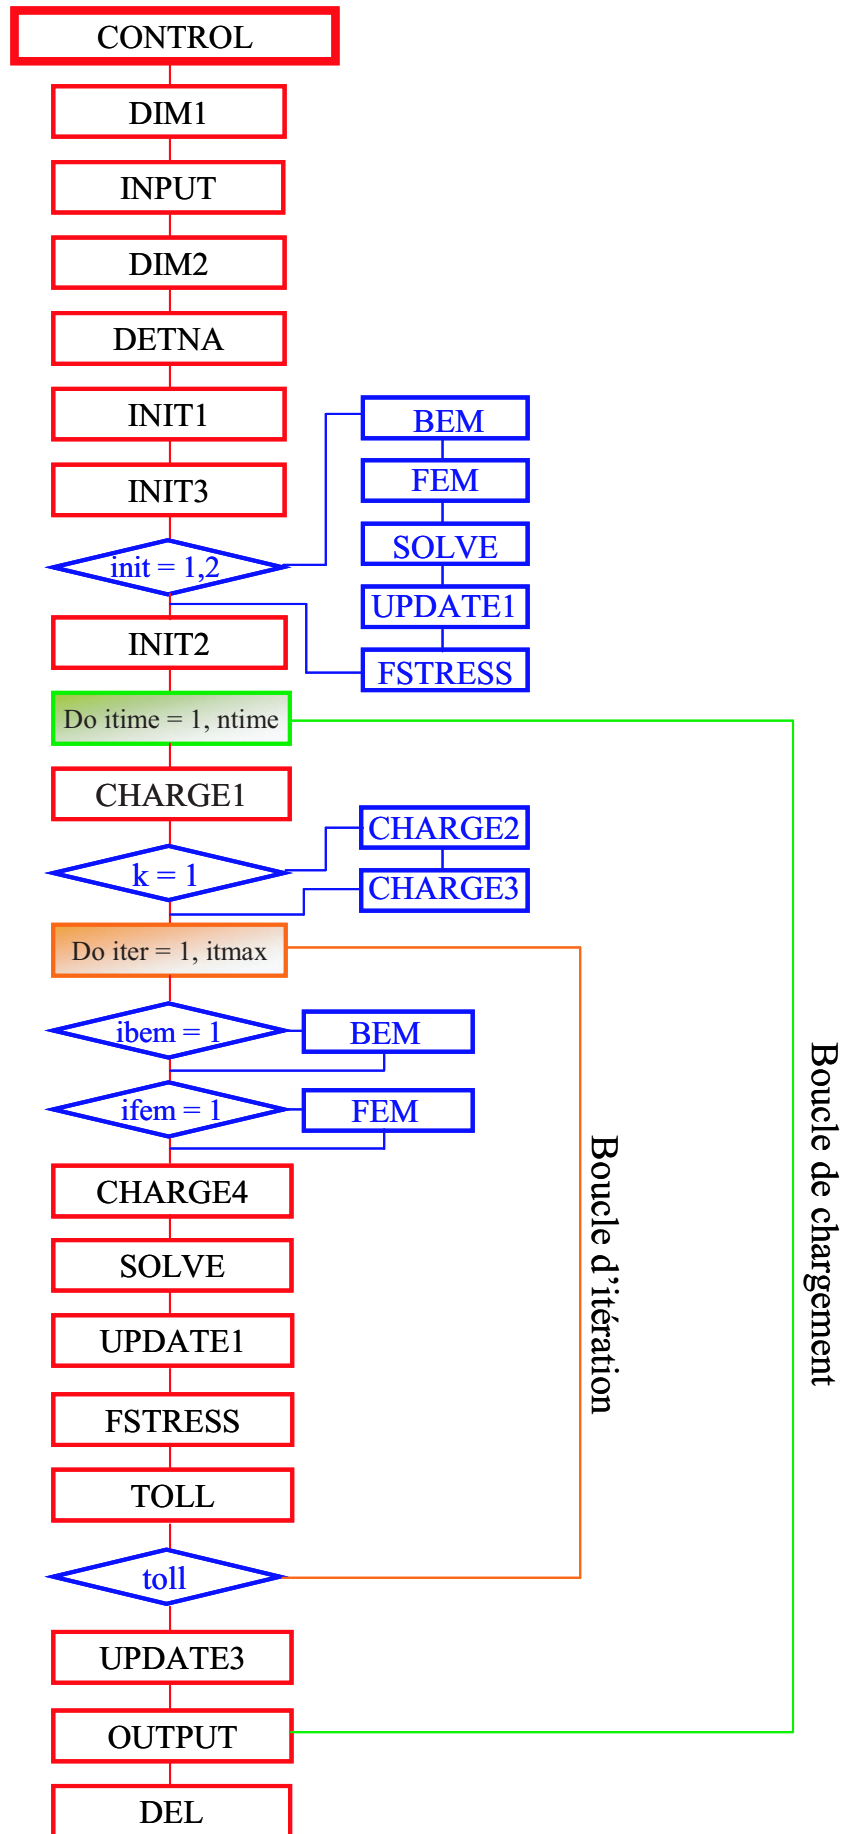 CONTROL
DIM1
INPUT
DIM2
DETNA
INIT1
INIT3
init = 1,2
BEM
FEM
SOLVE
UPDATE1
FSTRESS
INIT2
Do itime = 1, ntime
CHARGE1
k = 1
CHARGE2
CHARGE3
Do iter = 1, itmax
ibem = 1
BEM
ifem = 1
FEM
CHARGE4
SOLVE
UPDATE1
FSTRESS
TOLL
toll
UPDATE3
OUTPUT
DEL
Boucle d'itération
Boucle de chargement